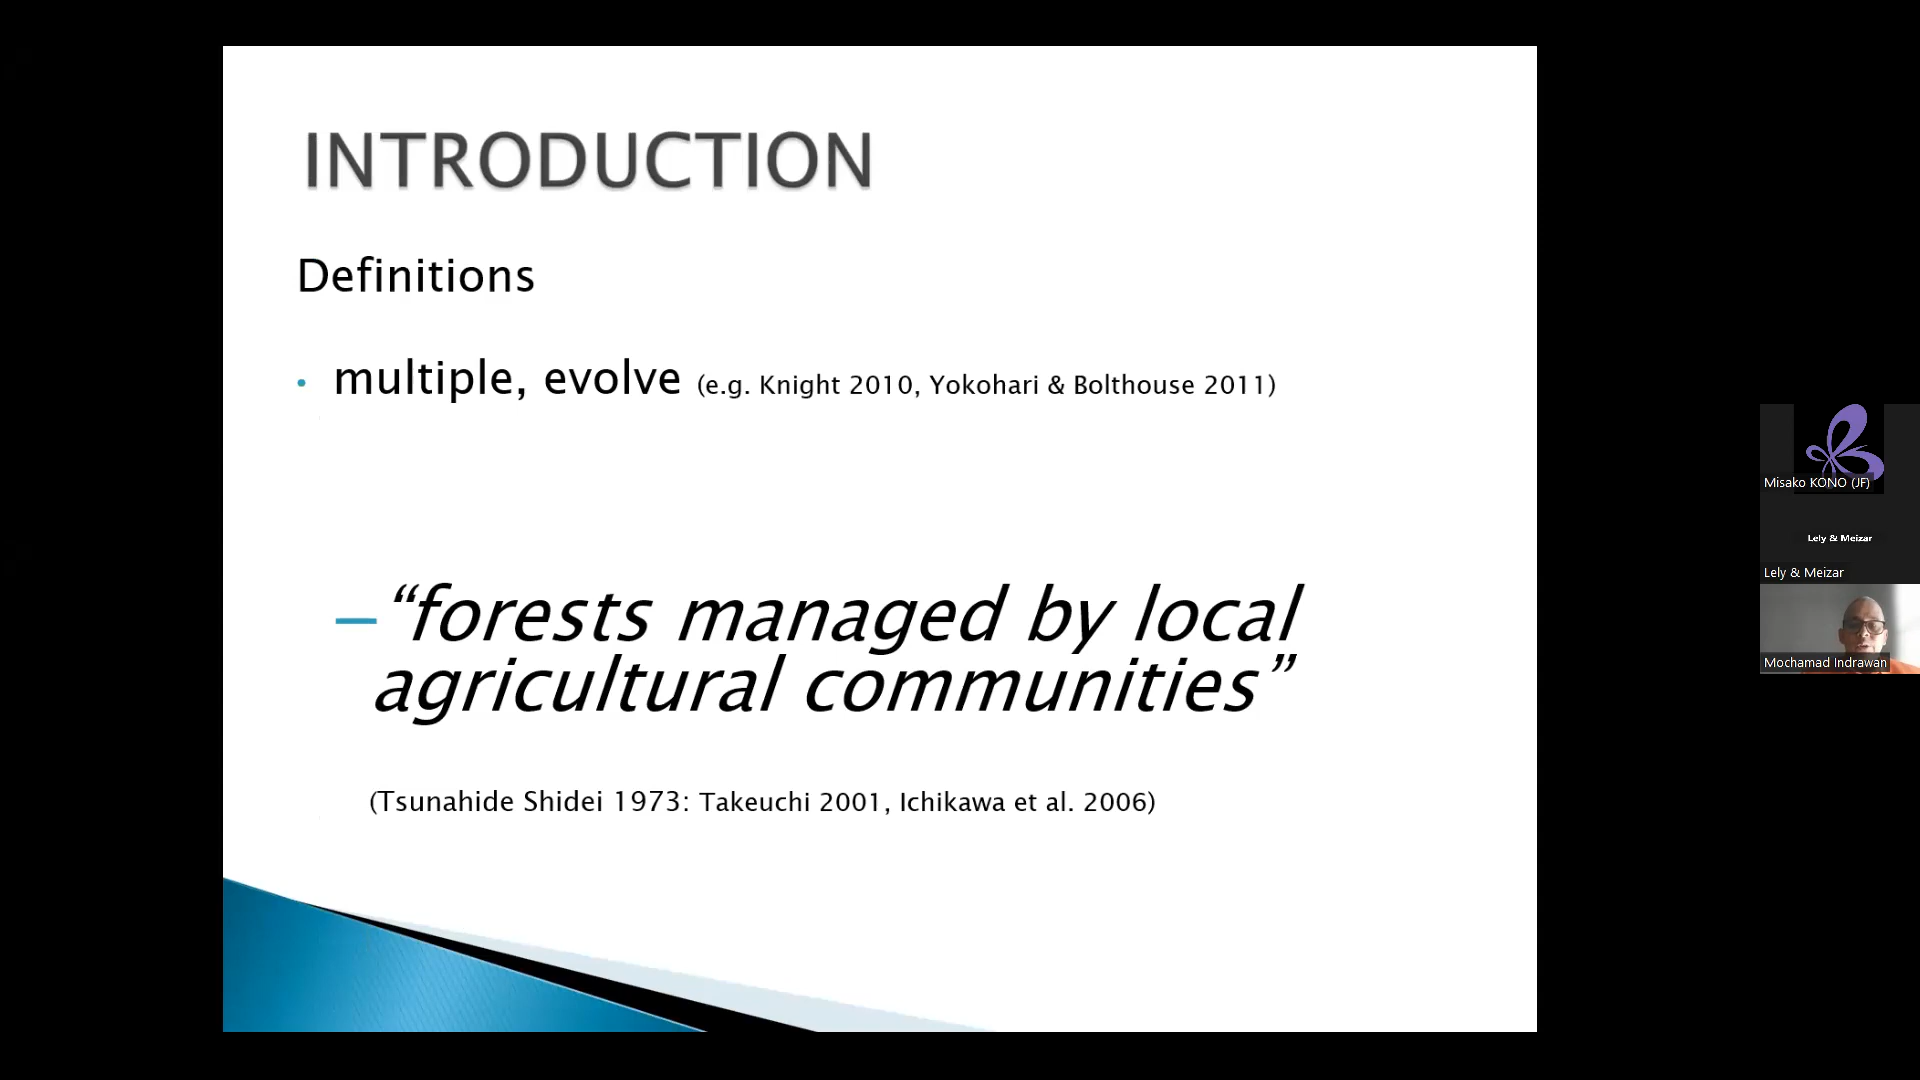 INTRODUCTION
Definitions
• multiple, evolve (e.g. Knight 2010, Yokohari & Bolthouse 2011)
–“forests managed by local
agricultural communities”
(Tsunahide Shidei 1973: Takeuchi 2001, Ichikawa et al. 2006)
Misako KONO (JF)
Lely & Meizar
Lely & Meizar
Mochamad Indrawan